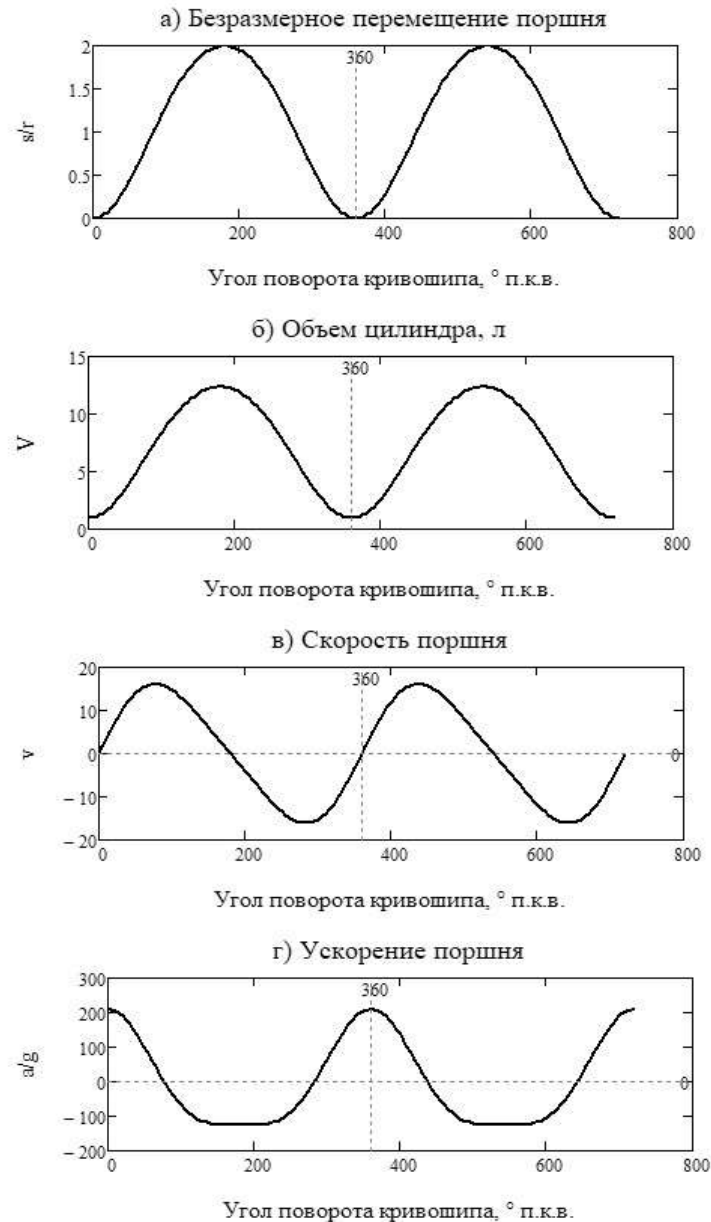 а) Безразмерное перемещение поршня
360
2
1.5
s/r
1
0.5
0
0 200 400 600 800
Угол поворота кривошипа, ° п.к.в.
б) Объем цилиндра, л
360
15
10
V
5
0
0 200 400 600 800
Угол поворота кривошипа, ° п.к.в.
в) Скорость поршня
360
20
10
v
0 0
– 10
– 20
0 200 400 600 800
Угол поворота кривошипа, ° п.к.в.
г) Ускорение поршня
360
300
200
a/g
100
0 0
– 100
– 200
0 200 400 600 800
Угол поворота кривошипа, ° п.к.в.